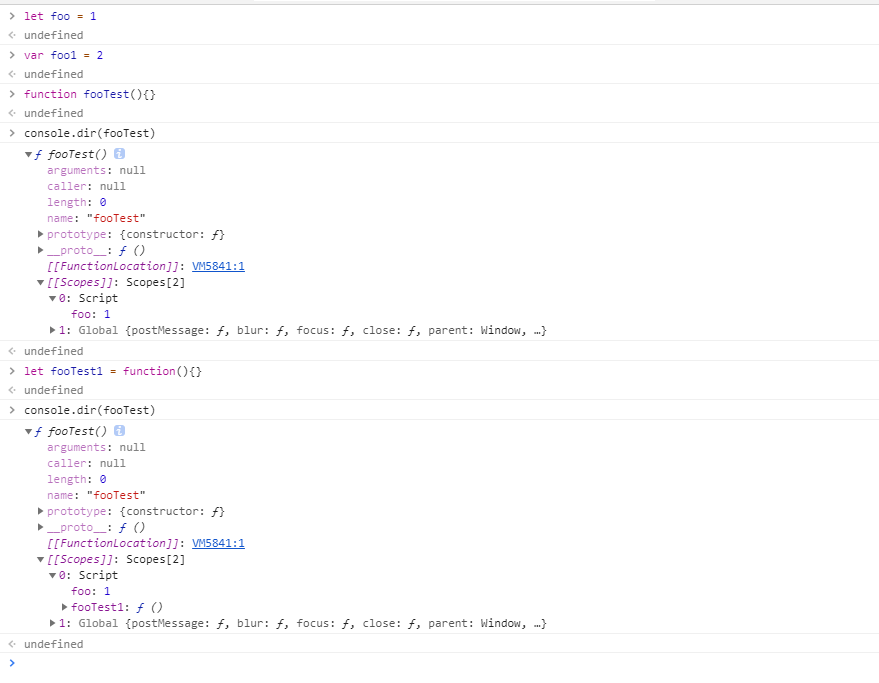 > let foo = 1
< undefined
> var foo1 = 2
< undefined
> function fooTest(){}
< undefined
> console.dir(fooTest)
▼ƒ fooTest() i
arguments: null
caller: null
length: 0
name: "fooTest"
▶prototype: {constructor: ƒ}
▶__proto__: ƒ ()
[[FunctionLocation]]: VM5841:1
▼[[Scopes]]: Scopes[2]
▼0: Script
foo: 1
▶1: Global {postMessage: ƒ, blur: ƒ, focus: ƒ, close: ƒ, parent: Window, …}
< undefined
> let fooTest1 = function(){}
< undefined
> console.dir(fooTest)
▼ƒ fooTest() i
arguments: null
caller: null
length: 0
name: "fooTest"
▶prototype: {constructor: ƒ}
▶__proto__: ƒ ()
[[FunctionLocation]]: VM5841:1
▼[[Scopes]]: Scopes[2]
▼0: Script
foo: 1
▶fooTest1: ƒ ()
▶1: Global {postMessage: ƒ, blur: ƒ, focus: ƒ, close: ƒ, parent: Window, …}
< undefined
>